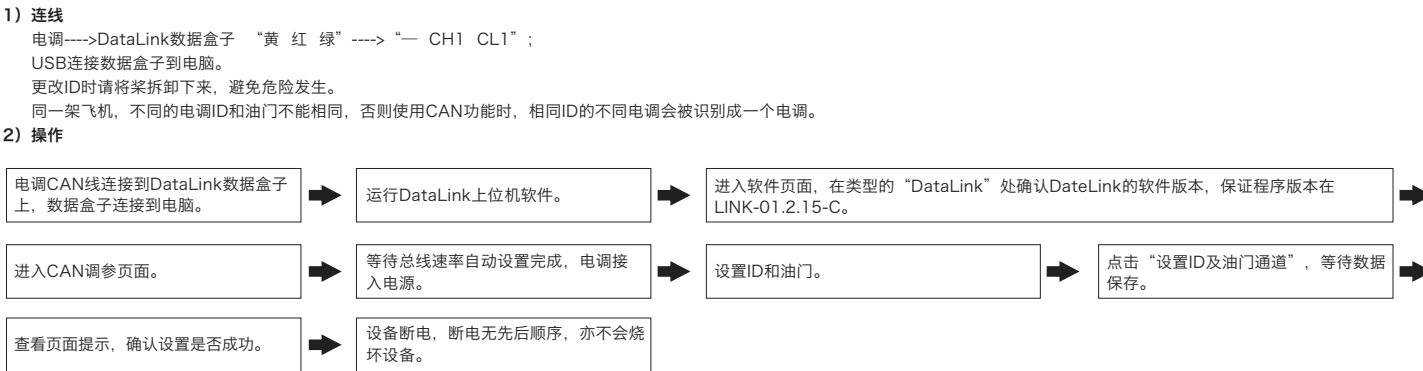 1）连线
电调---->DataLink数据盒子 “黄 红 绿”---->“— CH1 CL1”；
USB连接数据盒子到电脑。
更改ID时请将桨拆卸下来，避免危险发生。
同一架飞机，不同的电调ID和油门不能相同，否则使用CAN功能时，相同ID的不同电调会被识别成一个电调。
2）操作
电调CAN线连接到DataLink数据盒子
上，数据盒子连接到电脑。
运行DataLink上位机软件。
进入软件页面，在类型的“DataLink”处确认DateLink的软件版本，保证程序版本在
LINK-01.2.15-C。
进入CAN调参页面。
等待总线速率自动设置完成，电调接
入电源。
设置ID和油门。
点击“设置ID及油门通道”，等待数据
保存。
查看页面提示，确认设置是否成功。
设备断电，断电无先后顺序，亦不会烧
坏设备。